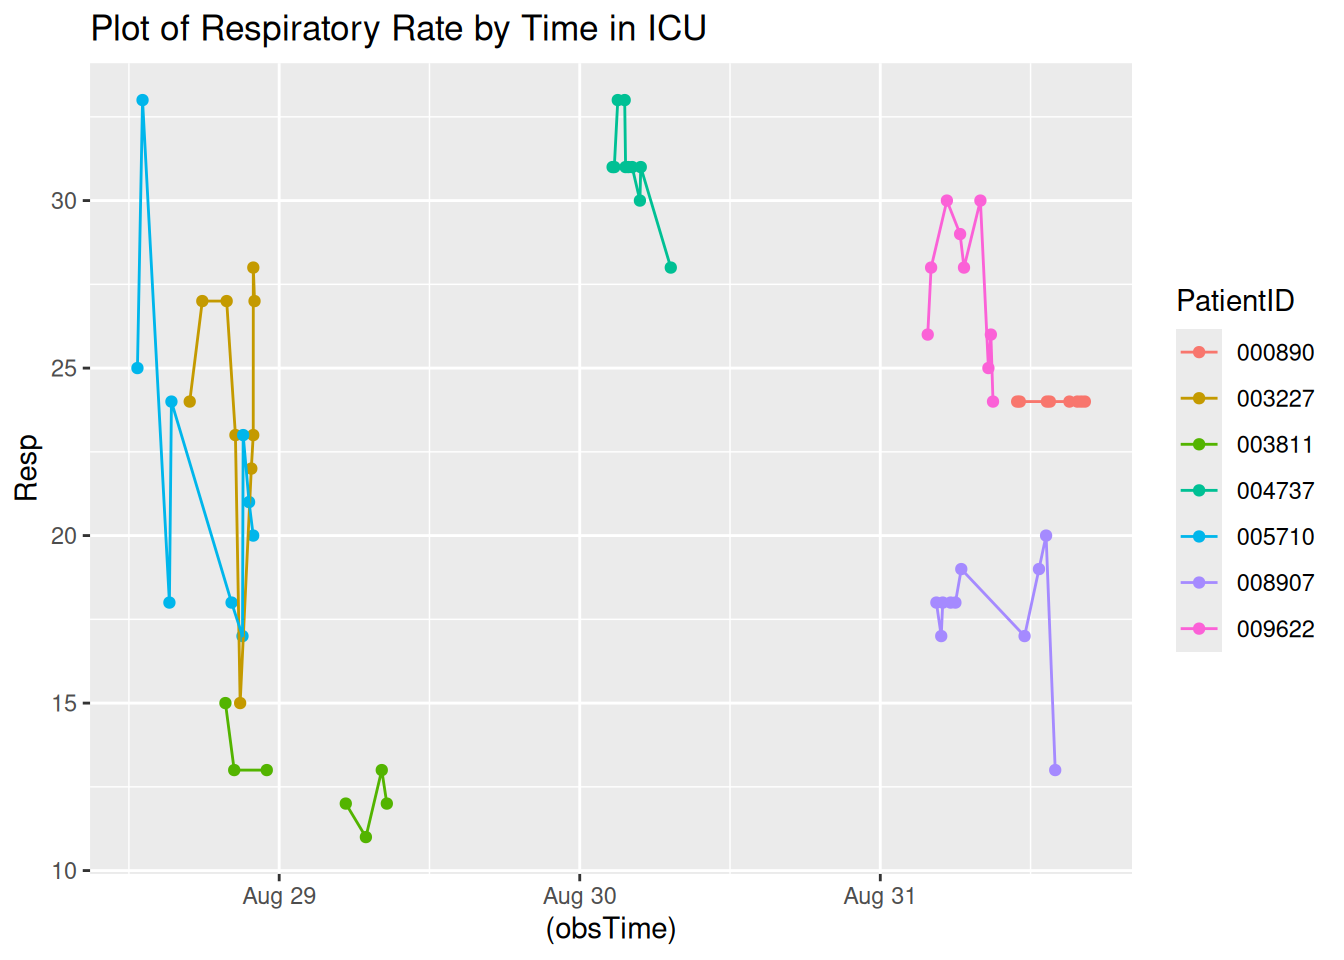 Plot of Respiratory Rate by Time in ICU
Resp
30
25
20
15
10
Aug 29 Aug 30 Aug 31
(obsTime)
PatientID
000890
003227
003811
004737
005710
008907
009622